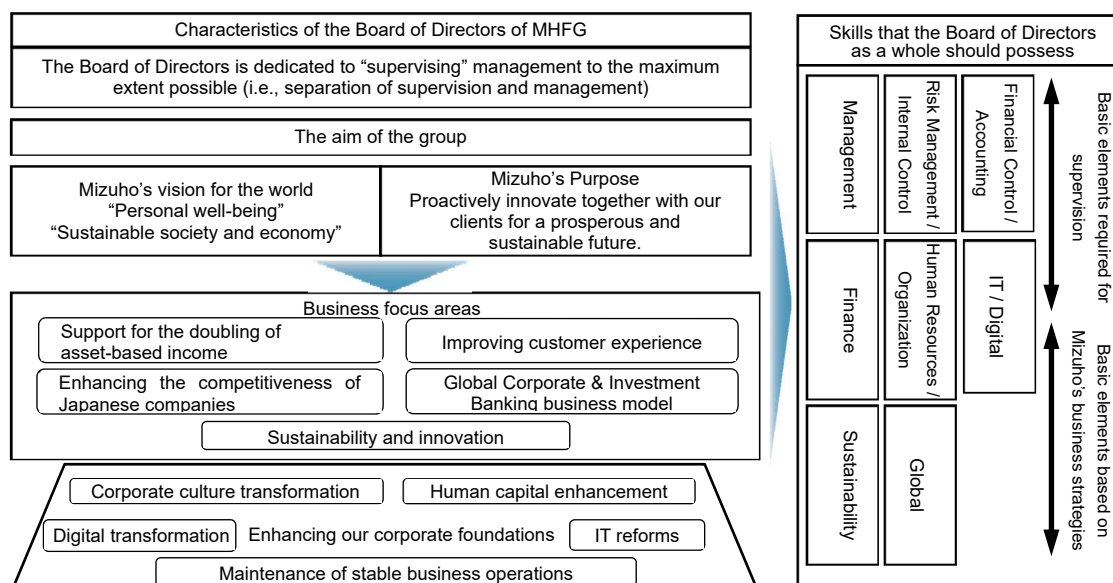 Characteristics of the Board of Directors of MHFG
The Board of Directors is dedicated to “supervising” management to the maximum
extent possible (i.e., separation of supervision and management)
The aim of the group
Mizuho’s vision for the world
“Personal well-being”
“Sustainable society and economy”
Mizuho’s Purpose
Proactively innovate together with our
clients for a prosperous and
sustainable future.
Business focus areas
Support for the doubling of
asset-based income
Improving customer experience
Enhancing the competitiveness of
Japanese companies
Global Corporate & Investment
Banking business model
Sustainability and innovation
Corporate culture transformation
Human capital enhancement
Digital transformation
Enhancing our corporate foundations
IT reforms
Maintenance of stable business operations
Skills that the Board of Directors
as a whole should possess
Management
Risk Management /
Internal Control
Financial Control /
Accounting
Finance
Human Resources /
Organization
IT / Digital
Sustainability
Global
Basic elements required for
supervision
Basic elements based on
Mizuho’s business strategies